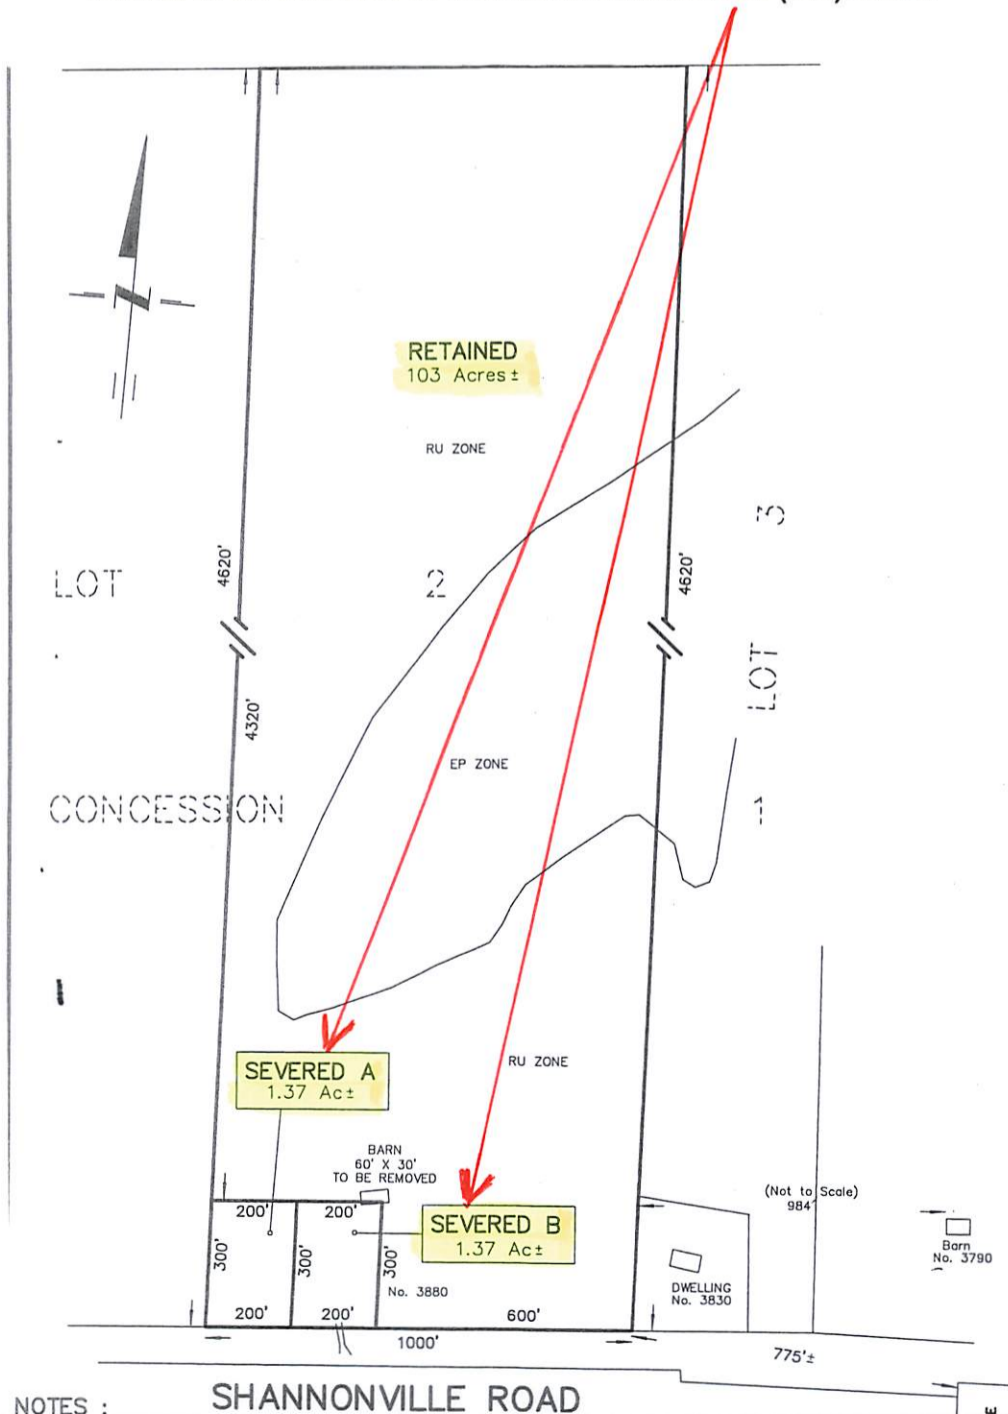 N
RETAINED
103 Acres±
RU ZONE
4620'
4620'
LOT 2
LOT 3
4320'
EP ZONE
CONCESSION 1
SEVERED A
1.37 Ac±
RU ZONE
BARN
60' X 30'
TO BE REMOVED
200'
200'
SEVERED B
1.37 Ac±
(Not to Scale)
984'
Barn
No. 3790
300'
300'
300'
No. 3880
DWELLING
No. 3830
200'
200'
600'
1000'
775'±
NOTES :
SHANNONVILLE ROAD